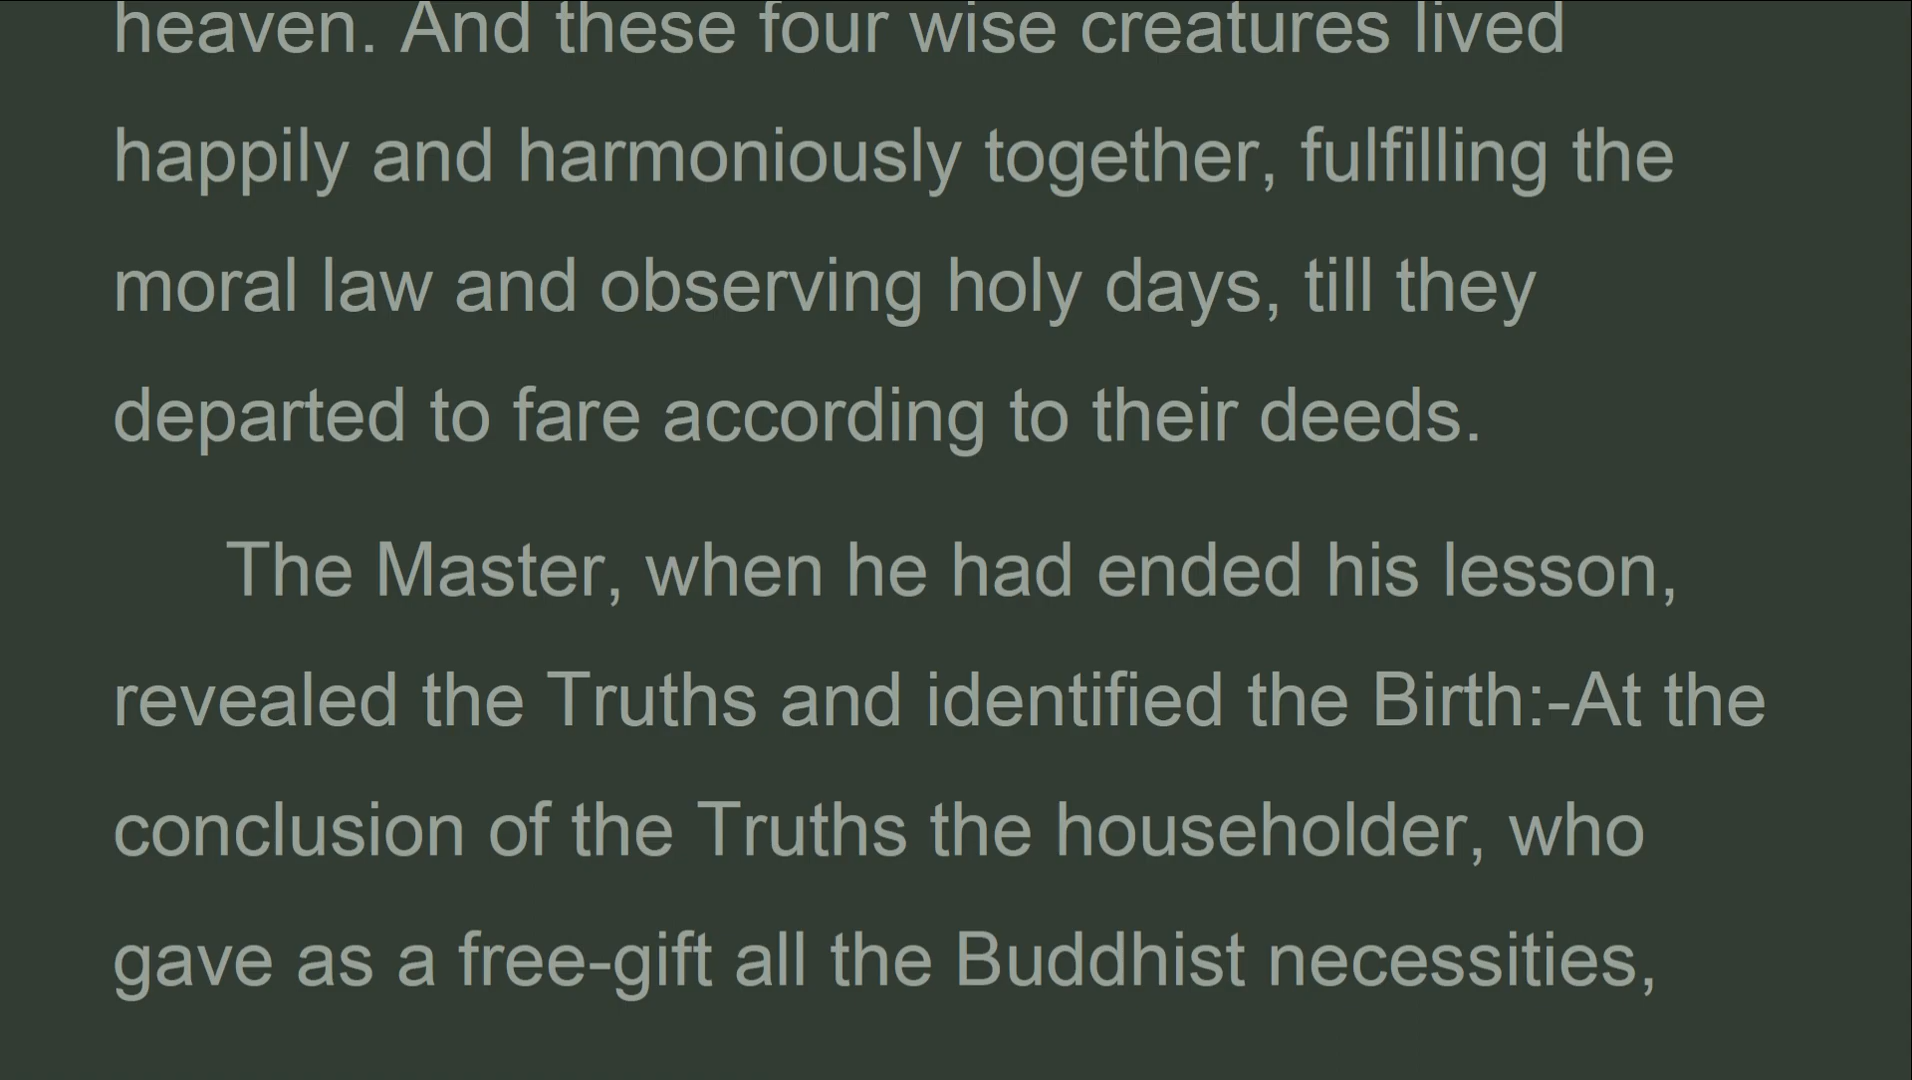 heaven. And these four wise creatures lived
happily and harmoniously together, fulfilling the
moral law and observing holy days, till they
departed to fare according to their deeds.
The Master, when he had ended his lesson,
revealed the Truths and identified the Birth:-At the
conclusion of the Truths the householder, who
gave as a free-gift all the Buddhist necessities,